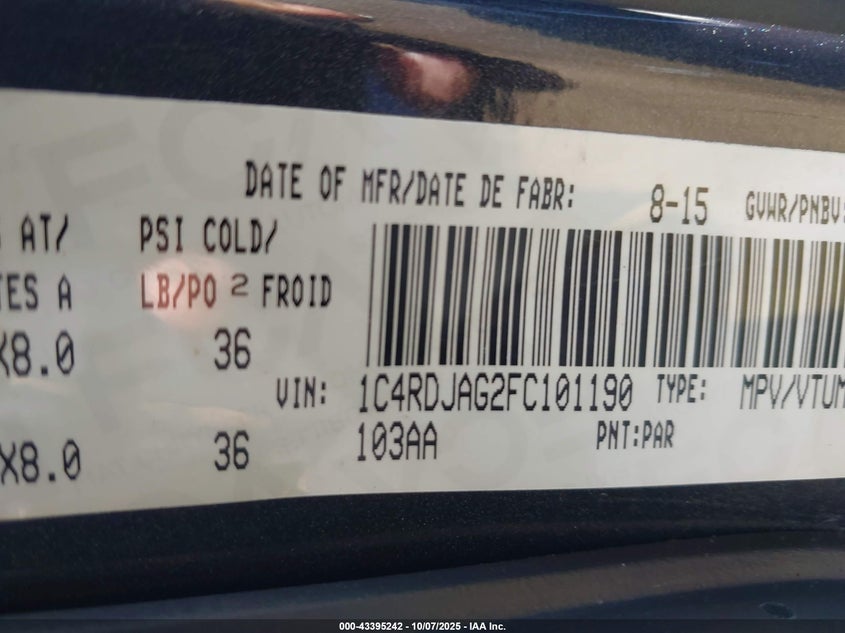 DATE OF MFR/DATE DE FABR: 8-15 GVWR/PNBV:
AT/ PSI COLD/
A LB/PO 2 FROID
X8.0 36
VIN: 1C4RDJAG2FC101190 TYPE: MPV/VTUM
X8.0 36 103AA PNT:PAR
000-43395242 - 10/07/2025 - IAA Inc.